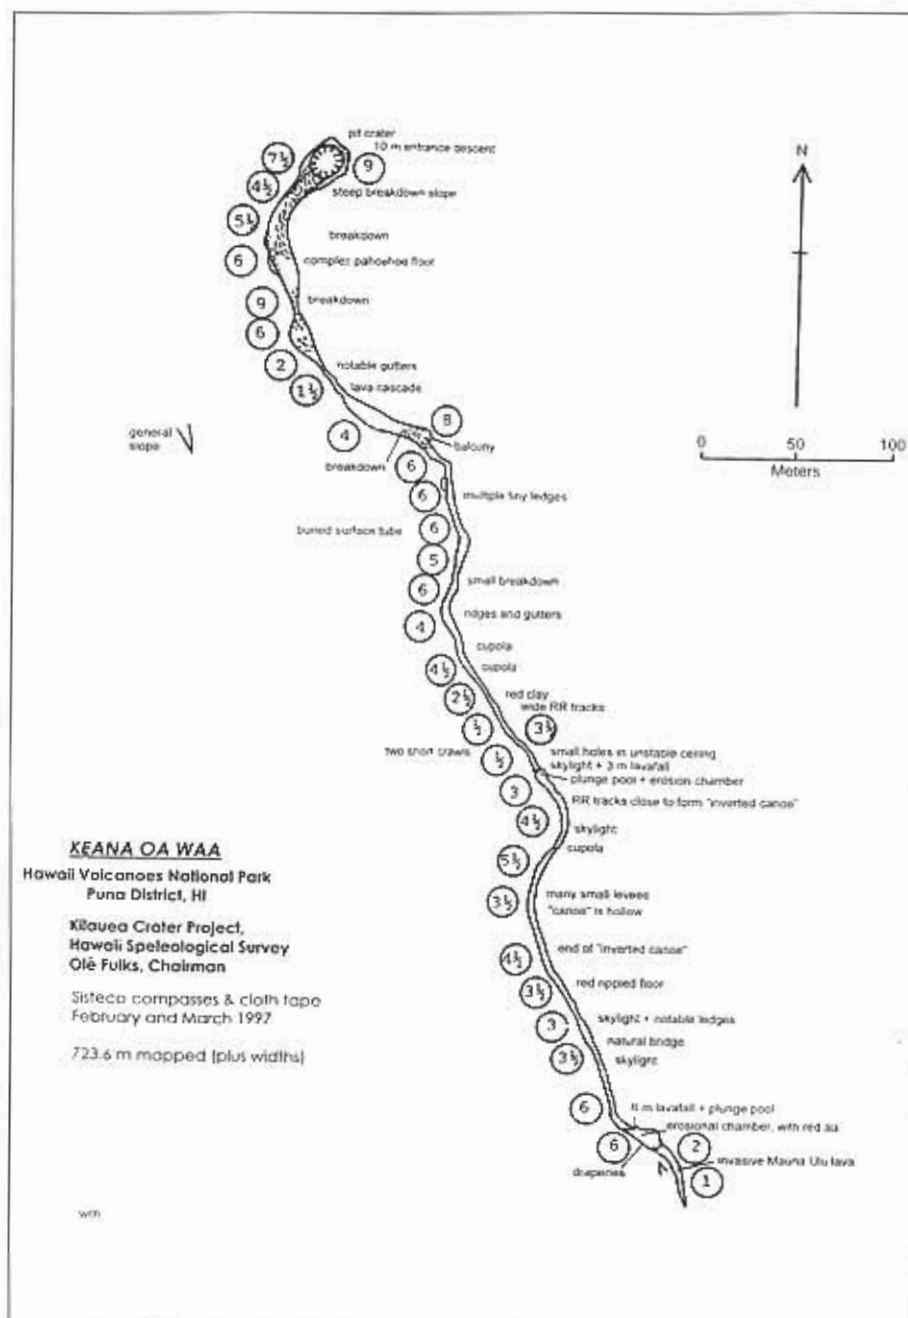 pit crater
10 m entrance descent
7½
4½
9
steep breakdown slope
5½
breakdown
6
complex pahoehoe floor
9
breakdown
6
2
notable gutters
1½
lava cascade
8
4
general
slope
balcony
breakdown
6
6
multiple tiny ledges
buried surface tube
6
5
6
small breakdown
ridges and gutters
4
cupola
4½
cupola
2½
red clay
wide RR tracks
½
3½
two short crawls
½
small holes in unstable ceiling
skylight + 3 m lavafall
plunge pool + erosion chamber
3
RR tracks close to form "inverted canoe"
4½
skylight
cupola
5½
3½
many small levees
"canoe" is hollow
4½
end of "inverted canoe"
3½
red rippled floor
3
skylight + notable ledges
natural bridge
3½
skylight
6
m lavafall + plunge pool
erosional chamber, with red aa
6
2
draperies
invasive Mauna Ulu lava
1
N
0 50 100
Meters
KEANA OA WAA
Hawaii Volcanoes National Park
Puna District, HI
Kilauea Crater Project,
Hawaii Speleological Survey
Olé Fulks, Chairman
Sisteco compasses & cloth tape
February and March 1997
723.6 m mapped (plus widths)